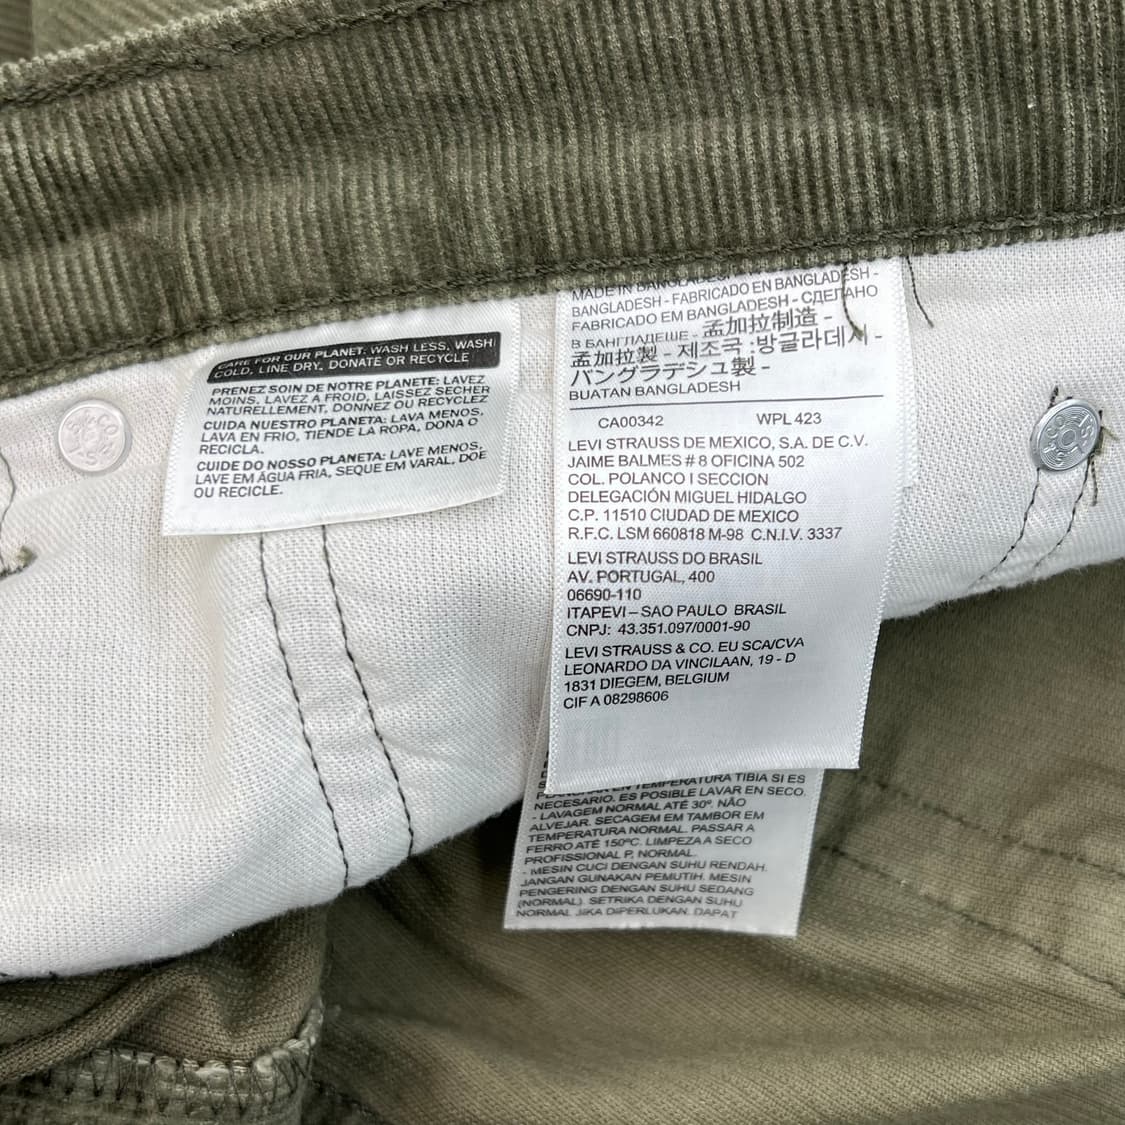 CARE FOR OUR PLANET: WASH LESS, WASH
COLD, LINE DRY, DONATE OR RECYCLE
PRENEZ SOIN DE NOTRE PLANETE: LAVEZ
MOINS, LAVEZ A FROID, LAISSEZ SECHER
NATURELLEMENT, DONNEZ OU RECYCLEZ
CUIDA NUESTRO PLANETA: LAVA MENOS,
LAVA EN FRIO, TIENDE LA ROPA, DONA O
RECICLA.
CUIDE DO NOSSO PLANETA: LAVE MENOS,
LAVE EM ÁGUA FRIA, SEQUE EM VARAL, DOE
OU RECICLE.
MADE IN BANGLADESH -
BANGLADESH - FABRICADO EN BANGLADESH -
FABRICADO EM BANGLADESH - СДЕЛАНО
В БАНГЛАДЕШЕ - 孟加拉制造 -
孟加拉製 - 제조국 :방글라데시 -
バングラデシュ製 -
BUATAN BANGLADESH
CA00342 WPL 423
LEVI STRAUSS DE MEXICO, S.A. DE C.V.
JAIME BALMES # 8 OFICINA 502
COL. POLANCO I SECCION
DELEGACIÓN MIGUEL HIDALGO
C.P. 11510 CIUDAD DE MEXICO
R.F.C. LSM 660818 M-98 C.N.I.V. 3337
LEVI STRAUSS DO BRASIL
AV. PORTUGAL, 400
06690-110
ITAPEVI – SAO PAULO BRASIL
CNPJ: 43.351.097/0001-90
LEVI STRAUSS & CO. EU SCA/CVA
LEONARDO DA VINCILAAN, 19 - D
1831 DIEGEM, BELGIUM
CIF A 08298606
PLANCHAR EN TEMPERATURA TIBIA SI ES
NECESARIO. ES POSIBLE LAVAR EN SECO.
- LAVAGEM NORMAL ATÉ 30º. NÃO
ALVEJAR. SECAGEM EM TAMBOR EM
TEMPERATURA NORMAL. PASSAR A
FERRO ATÉ 150ºC. LIMPEZA A SECO
PROFISSIONAL P, NORMAL.
- MESIN CUCI DENGAN SUHU RENDAH.
JANGAN GUNAKAN PEMUTIH. MESIN
PENGERING DENGAN SUHU SEDANG
(NORMAL). SETRIKA DENGAN SUHU
NORMAL JIKA DIPERLUKAN. DAPAT